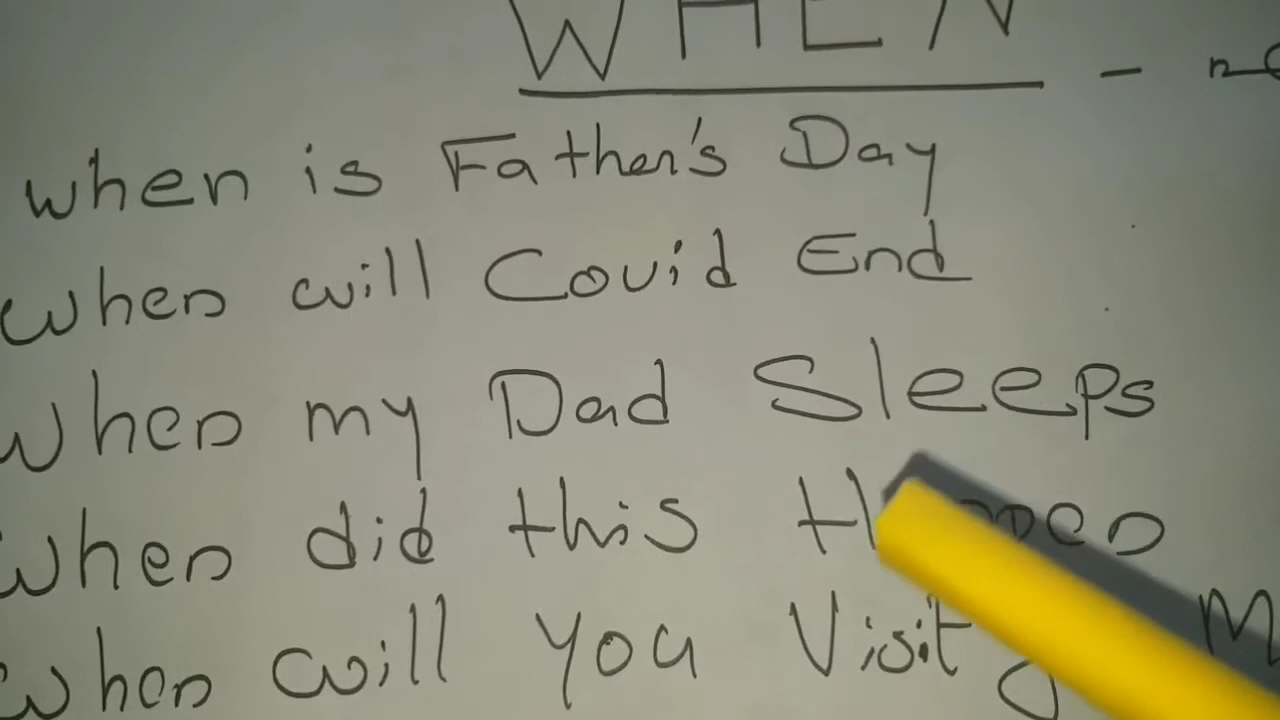 WHEN -
When is Father's Day
When will Covid End
When my Dad Sleeps
When did this
When will you Visit